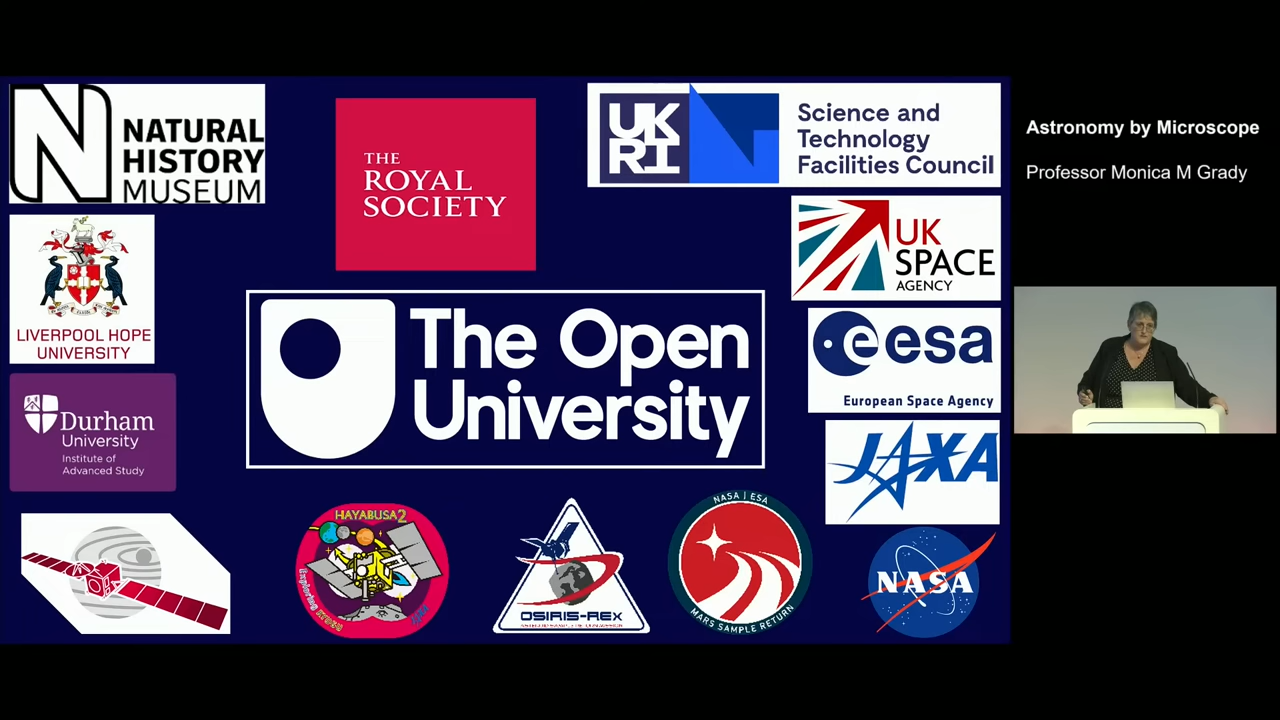 NATURAL
HISTORY
MUSEUM
THE
ROYAL
SOCIETY
UK
RI
Science and
Technology
Facilities Council
Astronomy by Microscope
Professor Monica M Grady
LIVERPOOL HOPE
UNIVERSITY
UK
SPACE
AGENCY
The Open
University
esa
European Space Agency
Durham
University
Institute of
Advanced Study
JAXA
HAYABUSA2
OSIRIS-REx
NASA | ESA
MARS SAMPLE RETURN
NASA